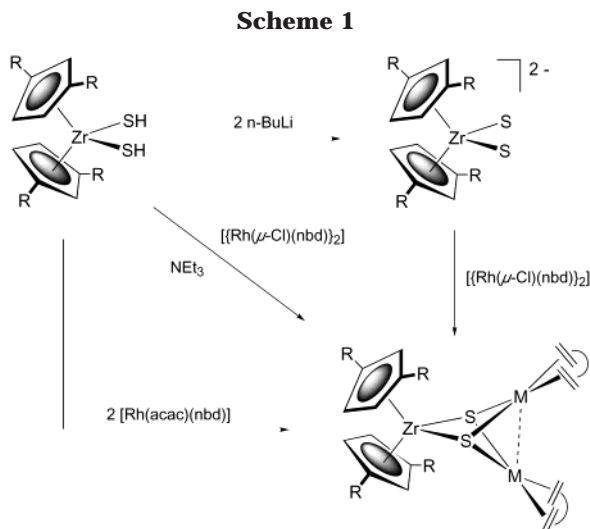 Scheme 1
R
R
SH
Zr
SH
R
R
2 n-BuLi
2 -
R
R
S
Zr
S
R
R
[{Rh(μ-Cl)(nbd)}₂]
NEt₃
[{Rh(μ-Cl)(nbd)}₂]
2 [Rh(acac)(nbd)]
R
R
M
S
Zr
S
M
R
R